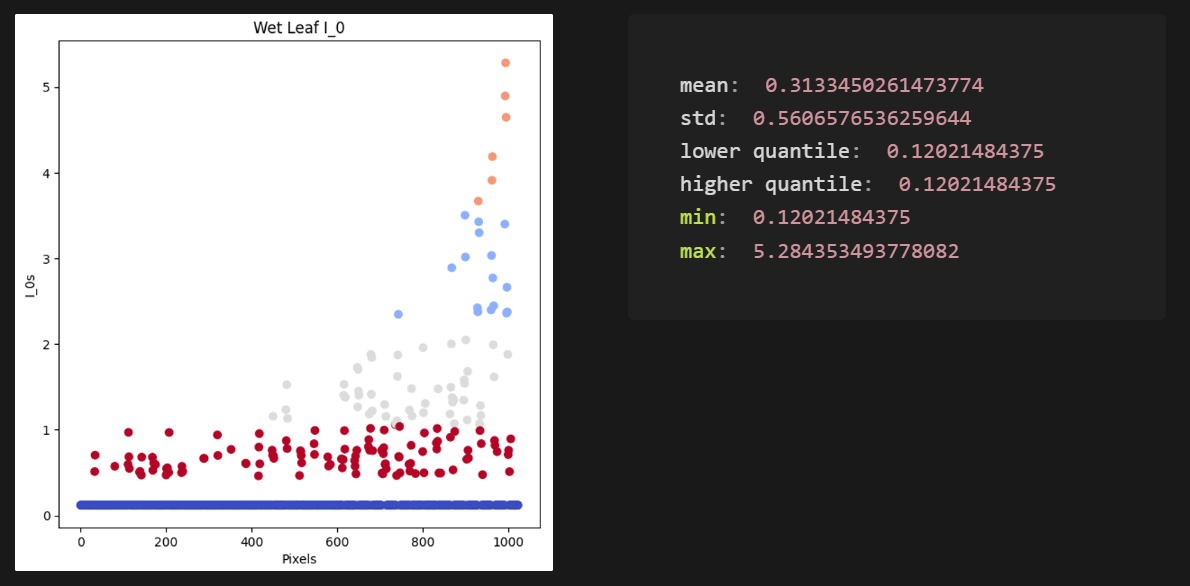 Wet Leaf I_0
5
4
3
2
1
0
I_0s
0 200 400 600 800 1000
Pixels
mean: 0.3133450261473774
std: 0.5606576536259644
lower quantile: 0.12021484375
higher quantile: 0.12021484375
min: 0.12021484375
max: 5.284353493778082